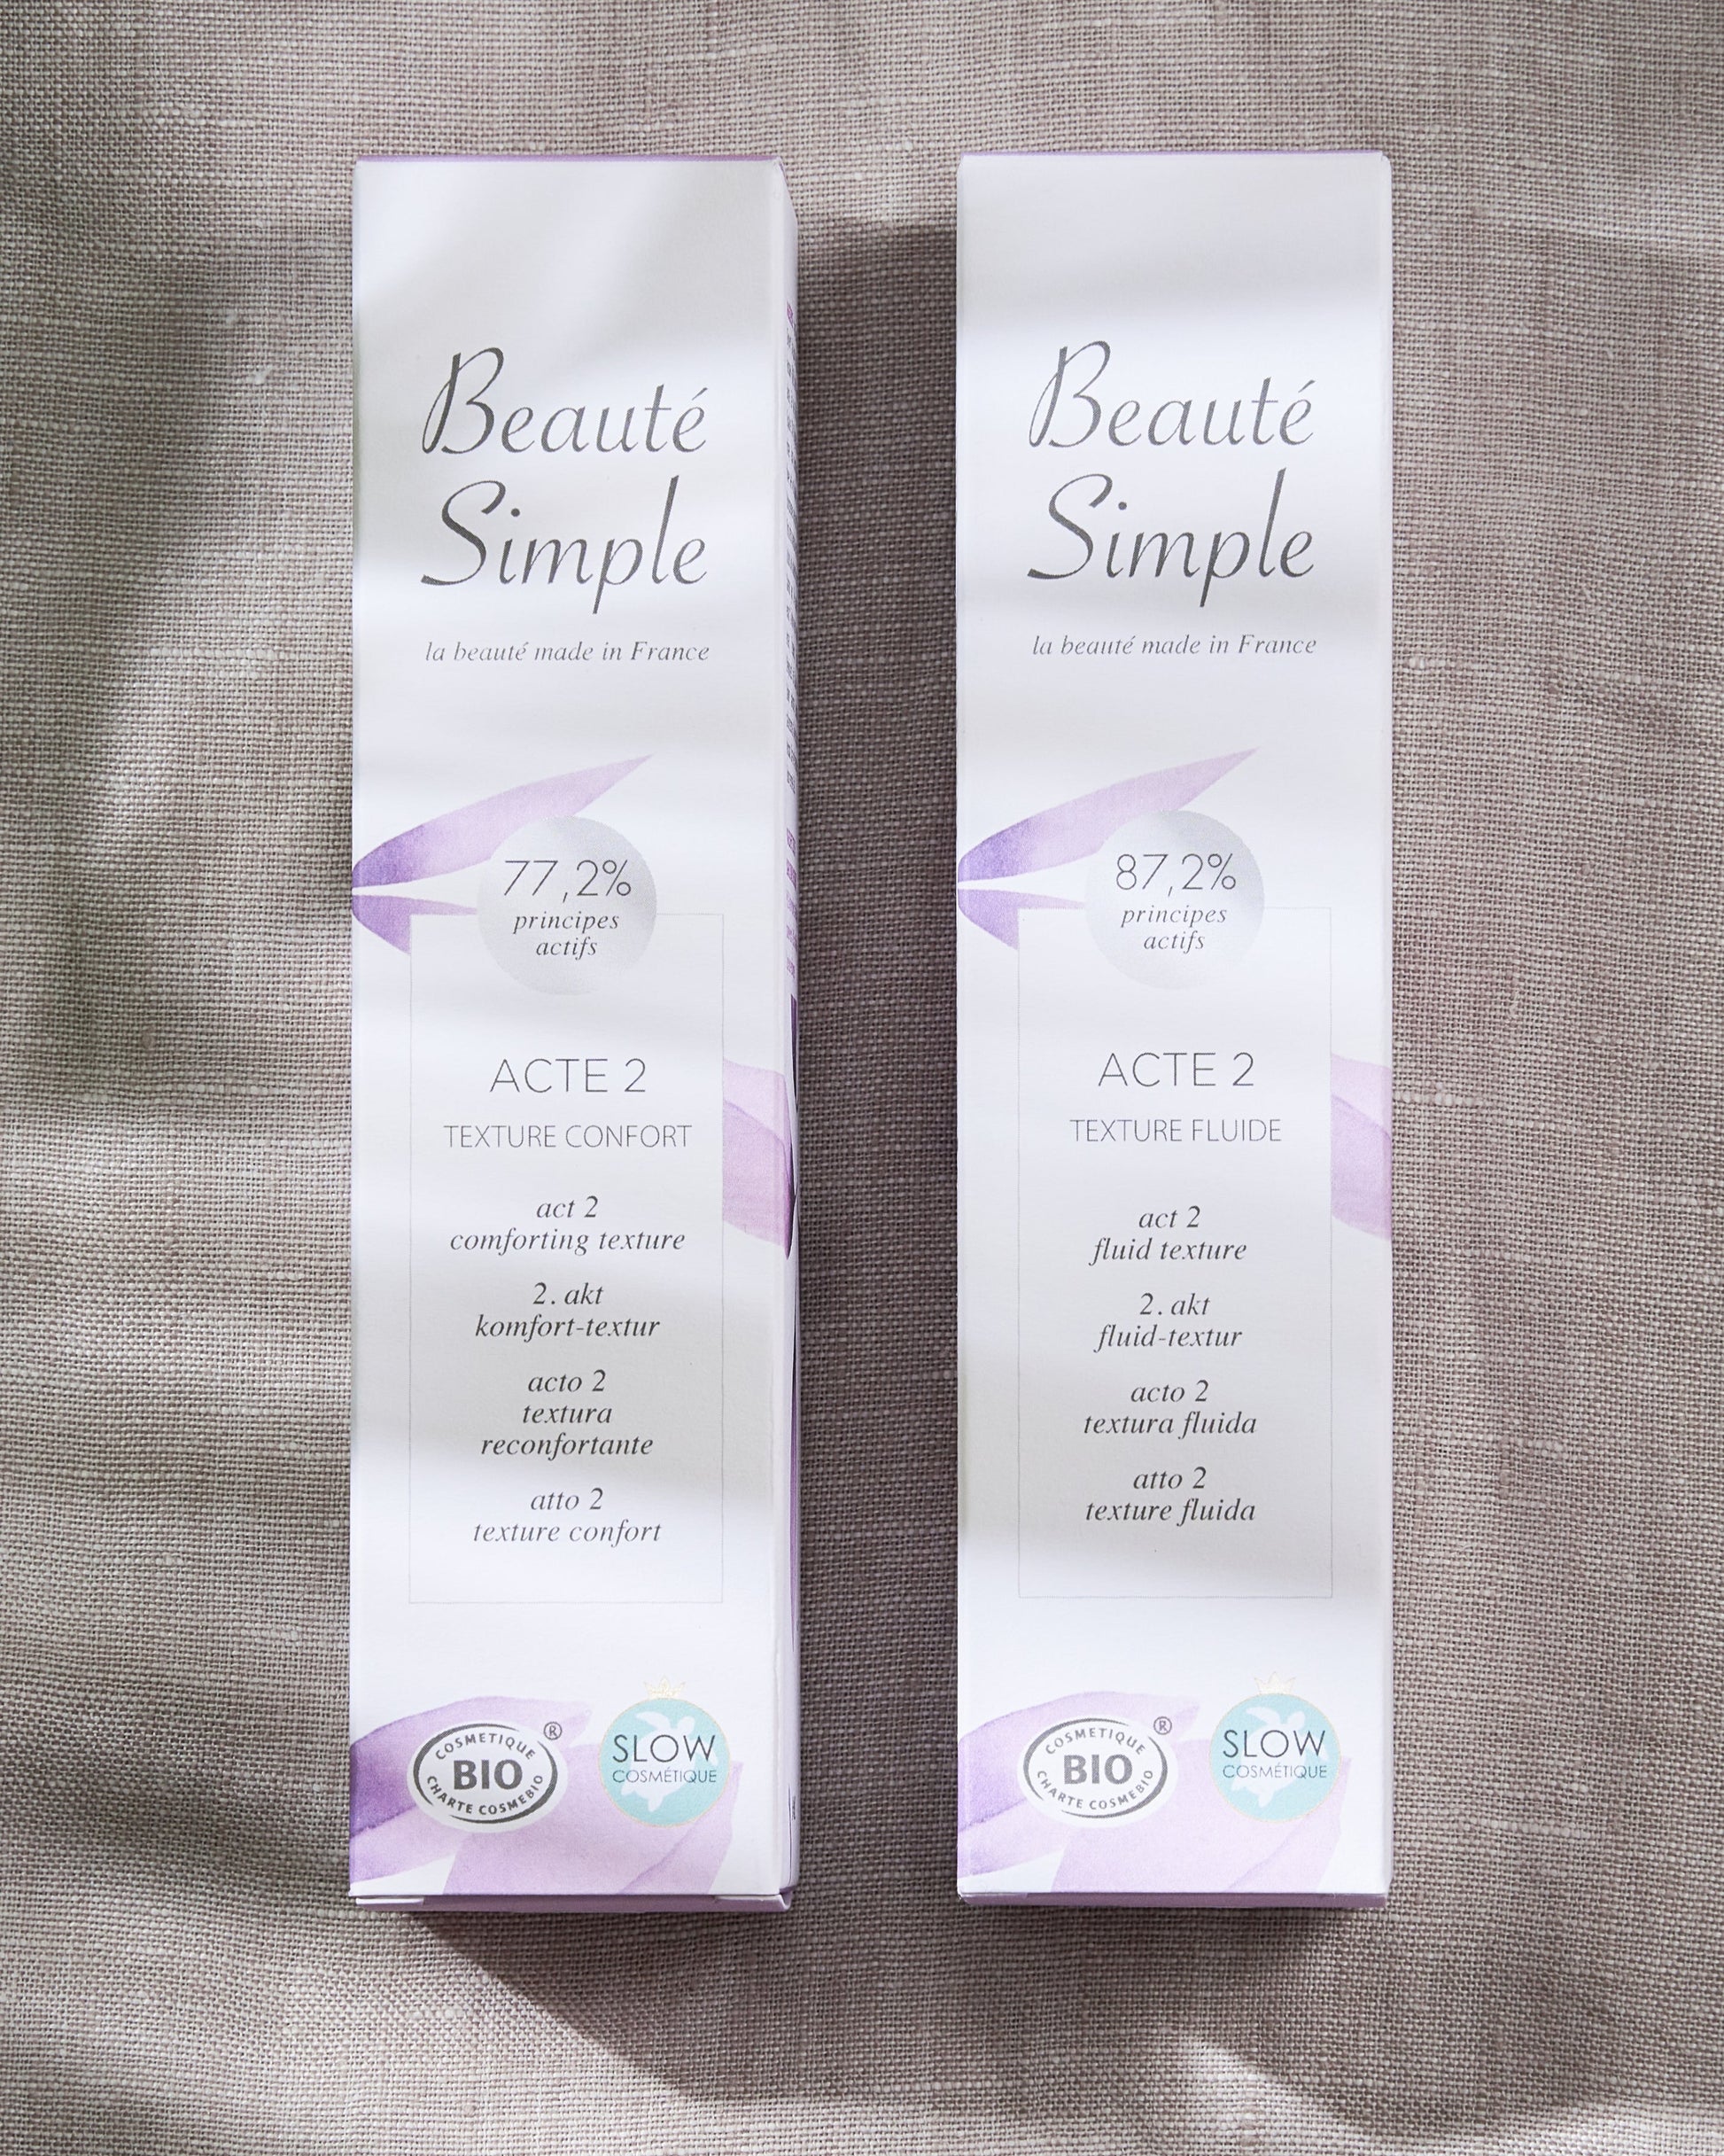 Beauté
Simple
la beauté made in France
77,2%
principes
actifs
ACTE 2
TEXTURE CONFORT
act 2
comforting texture
2. akt
komfort-textur
acto 2
textura
reconfortante
atto 2
texture confort
COSMETIQUE
BIO
CHARTE COSMEBIO
®
SLOW
COSMÉTIQUE
Beauté
Simple
la beauté made in France
87,2%
principes
actifs
ACTE 2
TEXTURE FLUIDE
act 2
fluid texture
2. akt
fluid-textur
acto 2
textura fluida
atto 2
texture fluida
COSMETIQUE
BIO
CHARTE COSMEBIO
®
SLOW
COSMÉTIQUE